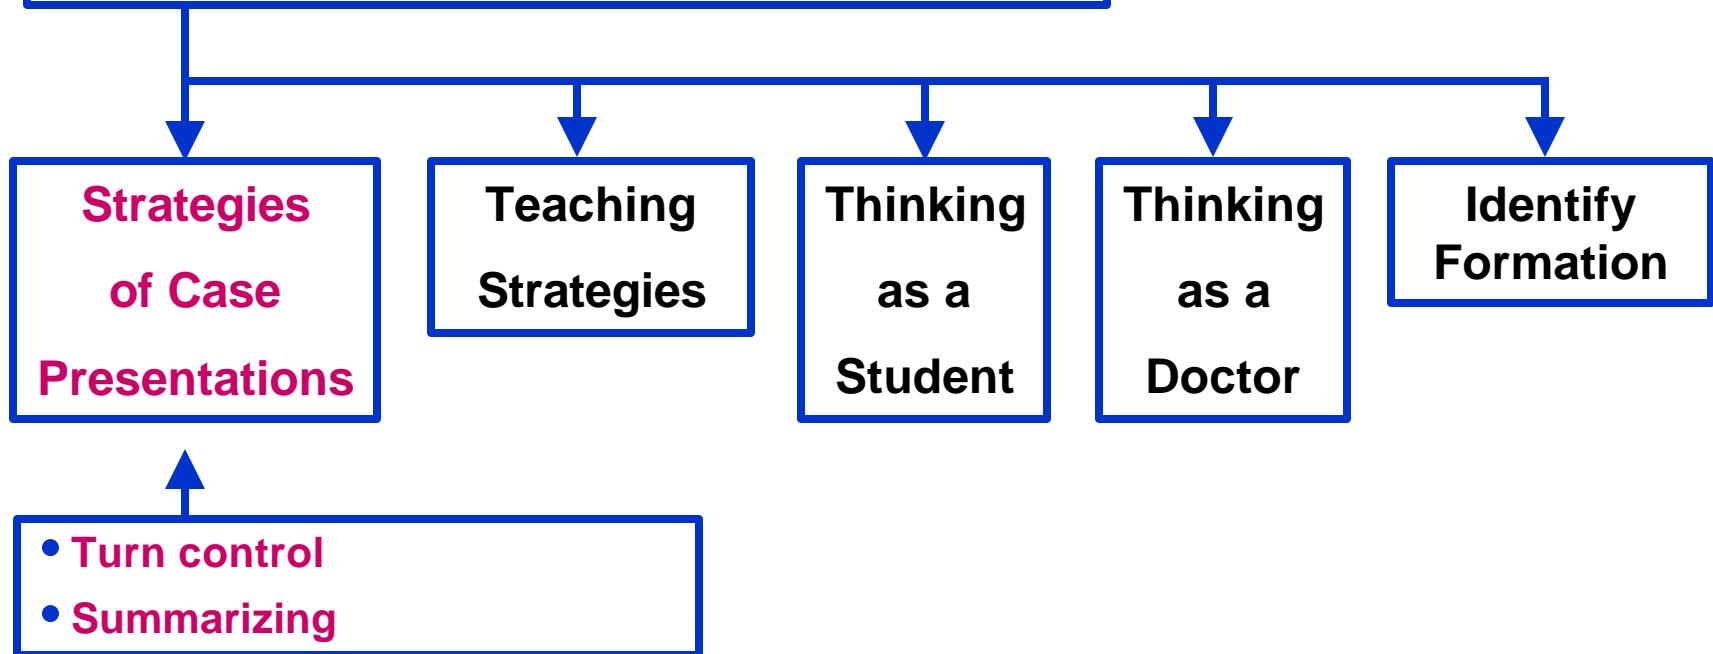 Strategies
of Case
Presentations
Teaching
Strategies
Thinking
as a
Student
Thinking
as a
Doctor
Identify
Formation
• Turn control
• Summarizing